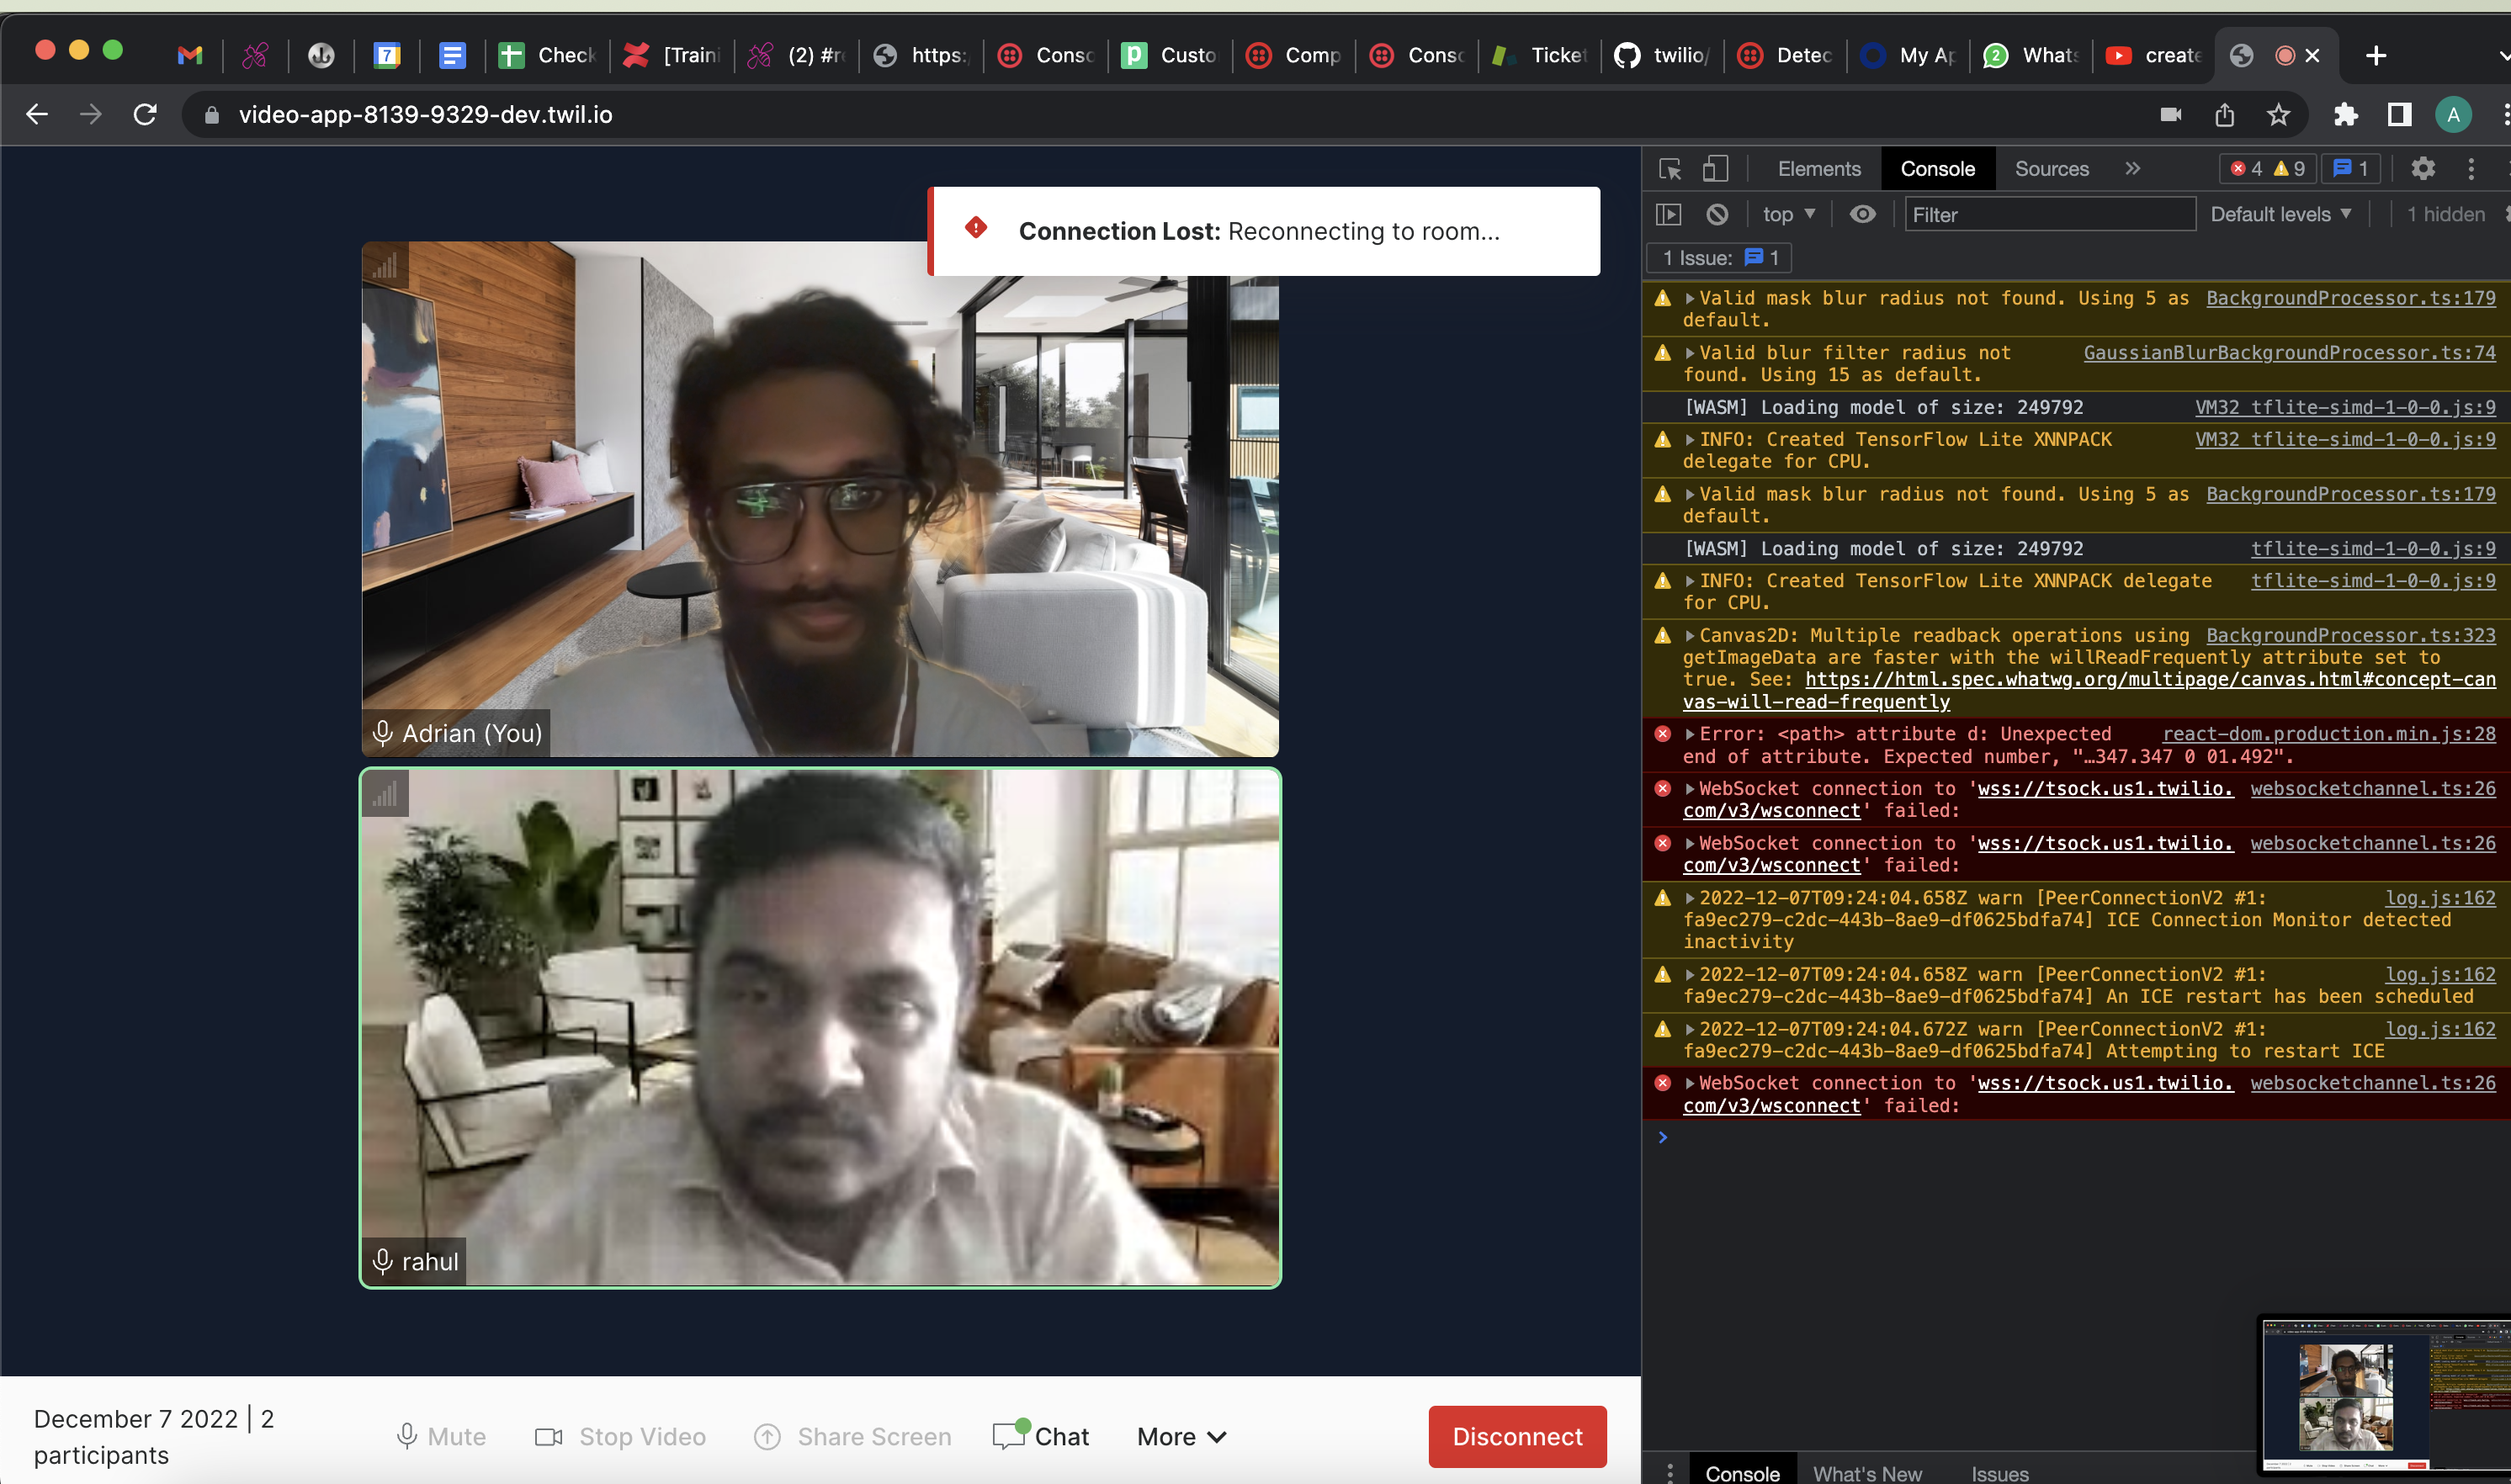 7
Check
[Traini
(2) #re
https:
Conso
Custo
Comp
Conso
Ticket
twilio/
Detec
My Ap
2
Whats
create
video-app-8139-9329-dev.twil.io
A
Elements
Console
Sources
4
9
1
top
Filter
Default levels
1 hidden
1 Issue:
1
Connection Lost: Reconnecting to room...
Adrian (You)
rahul
Valid mask blur radius not found. Using 5 as BackgroundProcessor.ts:179
default.
Valid blur filter radius not GaussianBlurBackgroundProcessor.ts:74
found. Using 15 as default.
[WASM] Loading model of size: 249792 VM32 tflite-simd-1-0-0.js:9
INFO: Created TensorFlow Lite XNNPACK VM32 tflite-simd-1-0-0.js:9
delegate for CPU.
Valid mask blur radius not found. Using 5 as BackgroundProcessor.ts:179
default.
[WASM] Loading model of size: 249792 tflite-simd-1-0-0.js:9
INFO: Created TensorFlow Lite XNNPACK delegate tflite-simd-1-0-0.js:9
for CPU.
Canvas2D: Multiple readback operations using BackgroundProcessor.ts:323
getImageData are faster with the willReadFrequently attribute set to
true. See: https://html.spec.whatwg.org/multipage/canvas.html#concept-can
vas-will-read-frequently
Error: <path> attribute d: Unexpected react-dom.production.min.js:28
end of attribute. Expected number, "…347.347 0 01.492".
WebSocket connection to 'wss://tsock.us1.twilio. websocketchannel.ts:26
com/v3/wsconnect' failed:
WebSocket connection to 'wss://tsock.us1.twilio. websocketchannel.ts:26
com/v3/wsconnect' failed:
2022-12-07T09:24:04.658Z warn [PeerConnectionV2 #1: log.js:162
fa9ec279-c2dc-443b-8ae9-df0625bdfa74] ICE Connection Monitor detected
inactivity
2022-12-07T09:24:04.658Z warn [PeerConnectionV2 #1: log.js:162
fa9ec279-c2dc-443b-8ae9-df0625bdfa74] An ICE restart has been scheduled
2022-12-07T09:24:04.672Z warn [PeerConnectionV2 #1: log.js:162
fa9ec279-c2dc-443b-8ae9-df0625bdfa74] Attempting to restart ICE
WebSocket connection to 'wss://tsock.us1.twilio. websocketchannel.ts:26
com/v3/wsconnect' failed:
December 7 2022 | 2
participants
Mute
Stop Video
Share Screen
Chat
More
Disconnect
Console
What's New
Issues